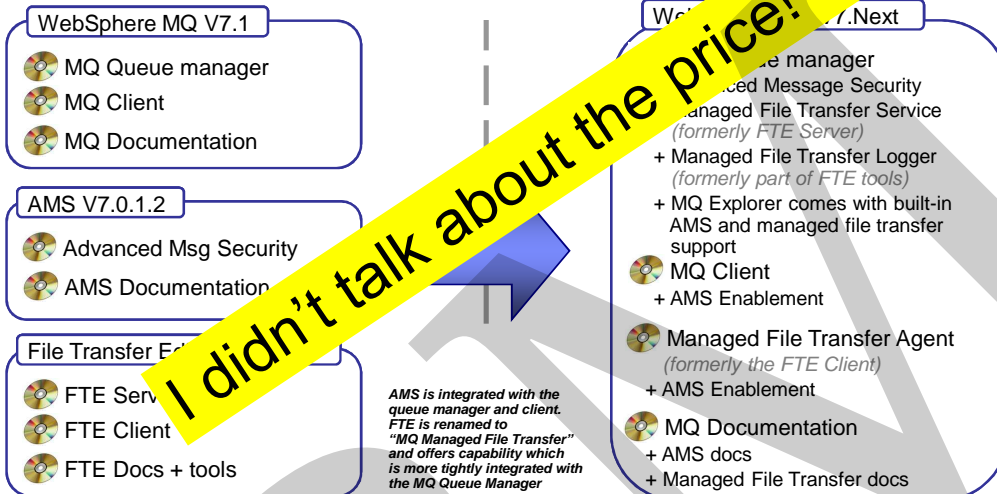 WebSphere MQ V7.1
MQ Queue manager
MQ Client
MQ Documentation
AMS V7.0.1.2
Advanced Msg Security
AMS Documentation
File Transfer
FTE
FTE Client
FTE Docs + tools
I didn't talk about the price!
AMS is integrated with the
queue manager and client.
FTE is renamed to
“MQ Managed File Transfer”
and offers capability which
is more tightly integrated with
the MQ Queue Manager
7.Next
manager
Message Security
Managed File Transfer Service
(formerly FTE Server)
+ Managed File Transfer Logger
(formerly part of FTE tools)
+ MQ Explorer comes with built-in
AMS and managed file transfer
support
MQ Client
+ AMS Enablement
Managed File Transfer Agent
(formerly the FTE Client)
+ AMS Enablement
MQ Documentation
+ AMS docs
+ Managed File Transfer docs